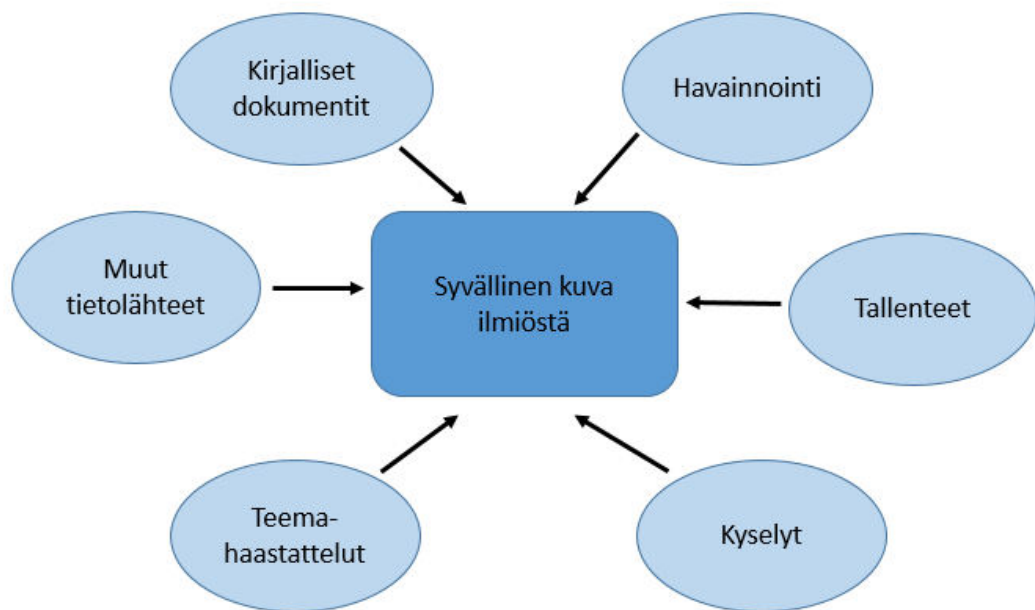 Kirjalliset
dokumentit
Havainnointi
Muut
tietolähteet
Syvällinen kuva
ilmiöstä
Tallenteet
Teema-
haastattelut
Kyselyt